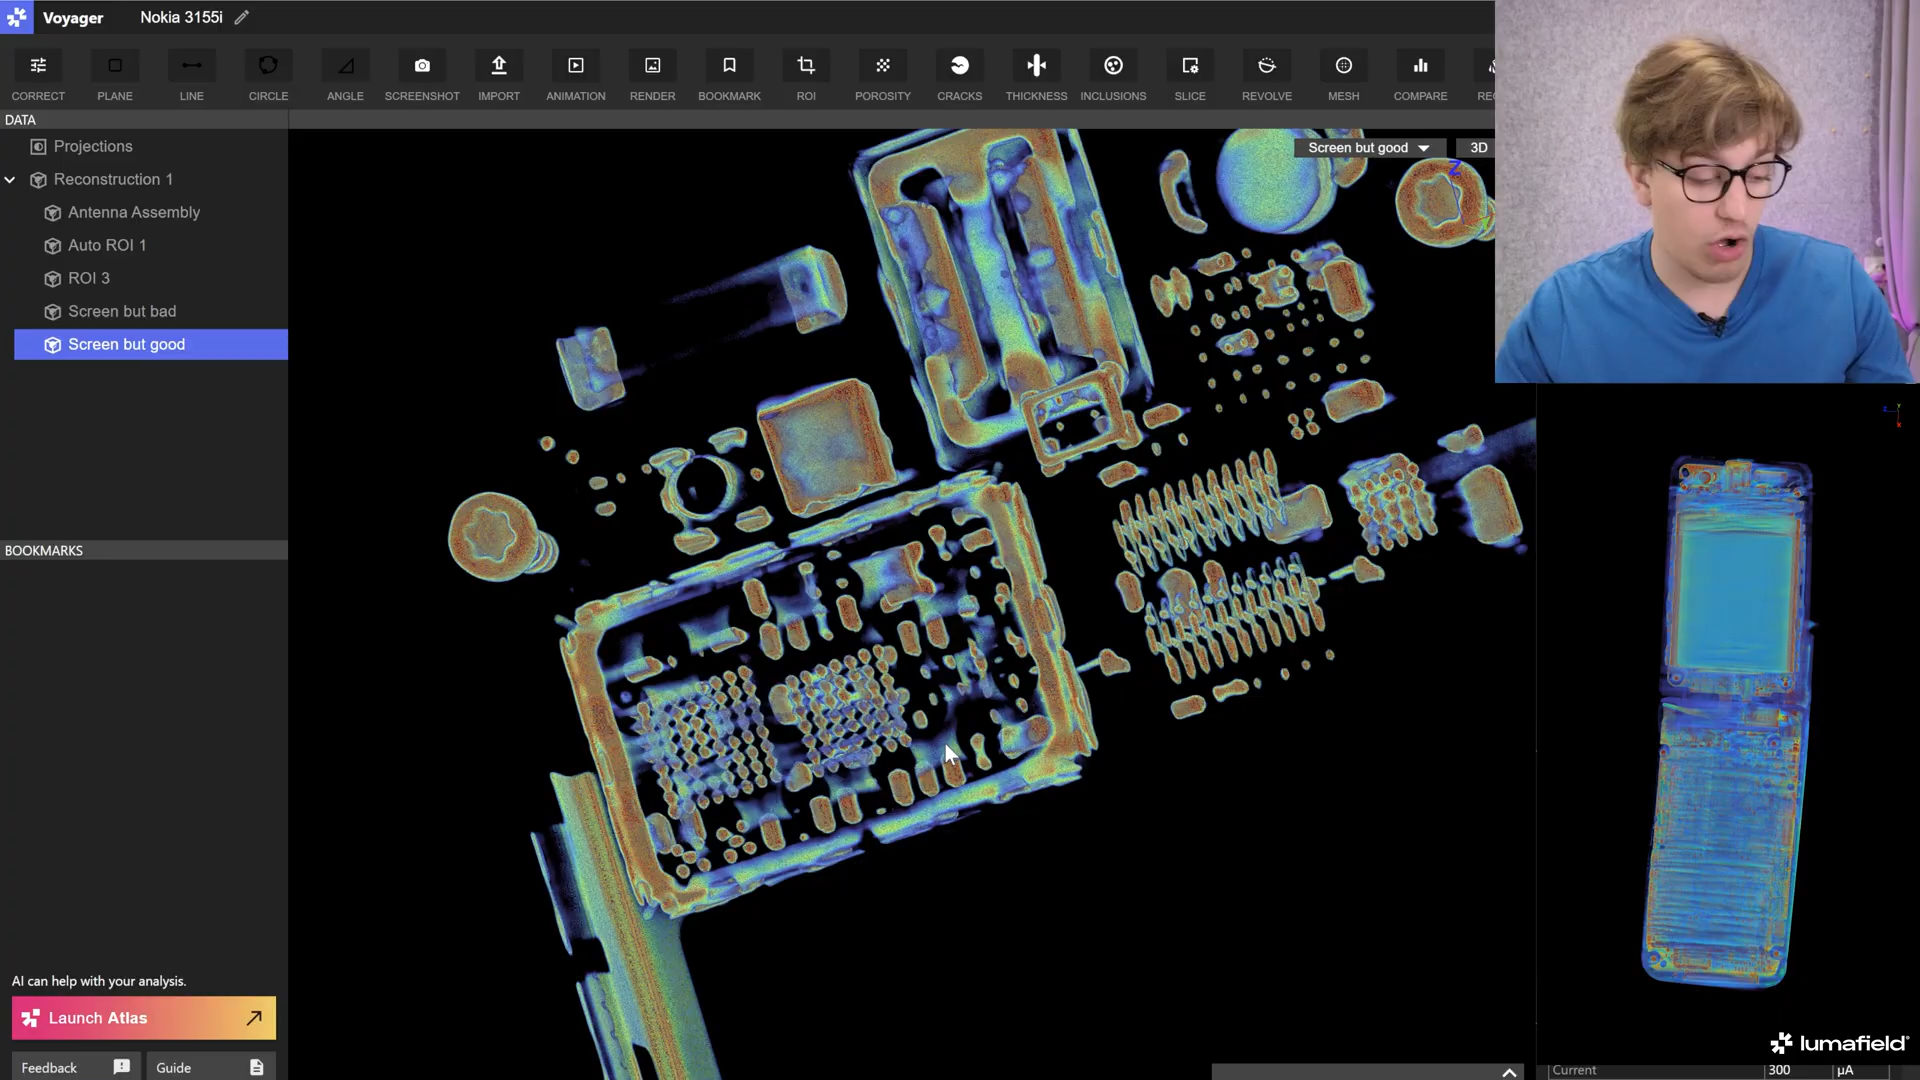 Voyager
Nokia 3155i
CORRECT
PLANE
LINE
CIRCLE
ANGLE
SCREENSHOT
IMPORT
ANIMATION
RENDER
BOOKMARK
ROI
POROSITY
CRACKS
THICKNESS
INCLUSIONS
SLICE
REVOLVE
MESH
COMPARE
DATA
Projections
Reconstruction 1
Antenna Assembly
Auto ROI 1
ROI 3
Screen but bad
Screen but good
Screen but good
3D
Z
BOOKMARKS
AI can help with your analysis.
Launch Atlas
Feedback
Guide
lumafield
Current 300 µA